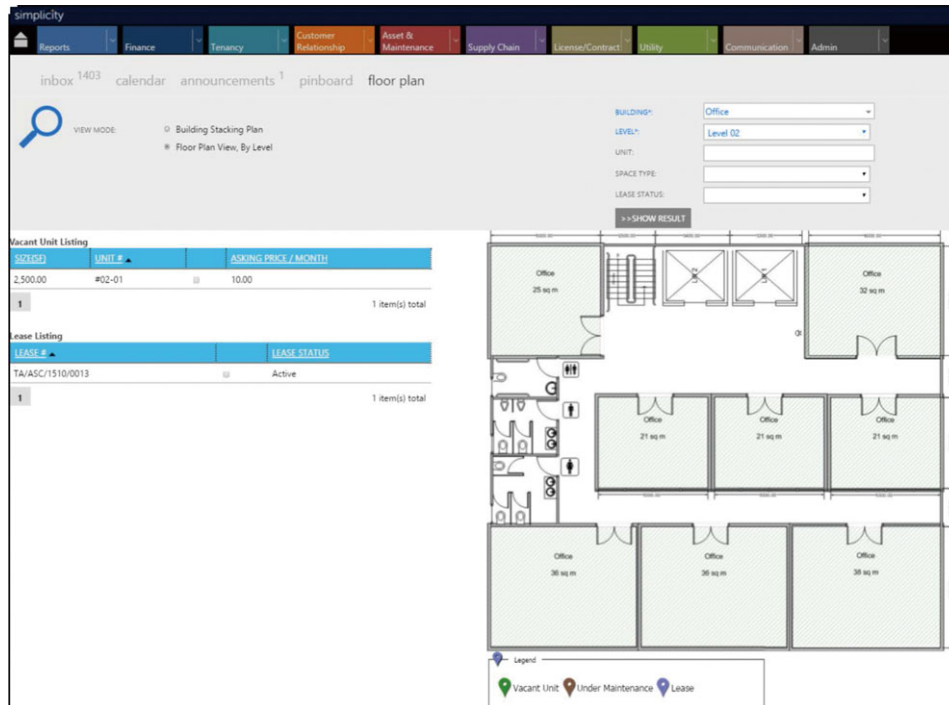 simplicity
Reports Finance Tenancy Customer Relationship Asset & Maintenance Supply Chain License/Contract Utility Communication Admin
inbox 1403 calendar announcements 1 pinboard floor plan
VIEW MODE: Building Stacking Plan
Floor Plan View, By Level
BUILDING*: Office
LEVEL*: Level 02
UNIT:
SPACE TYPE:
LEASE STATUS:
>>SHOW RESULT
Vacant Unit Listing
SIZE(SF) UNIT # ASKING PRICE / MONTH
2,500.00 #02-01 10.00
1 1 item(s) total
Lease Listing
LEASE # LEASE STATUS
TA/ASC/1510/0013 Active
1 1 item(s) total
Office
25 sq m
Lift 2
Lift 1
Office
32 sq m
Office Office Office
21 sq m 21 sq m 21 sq m
Office Office Office
36 sq m 36 sq m 38 sq m
Legend
Vacant Unit Under Maintenance Lease